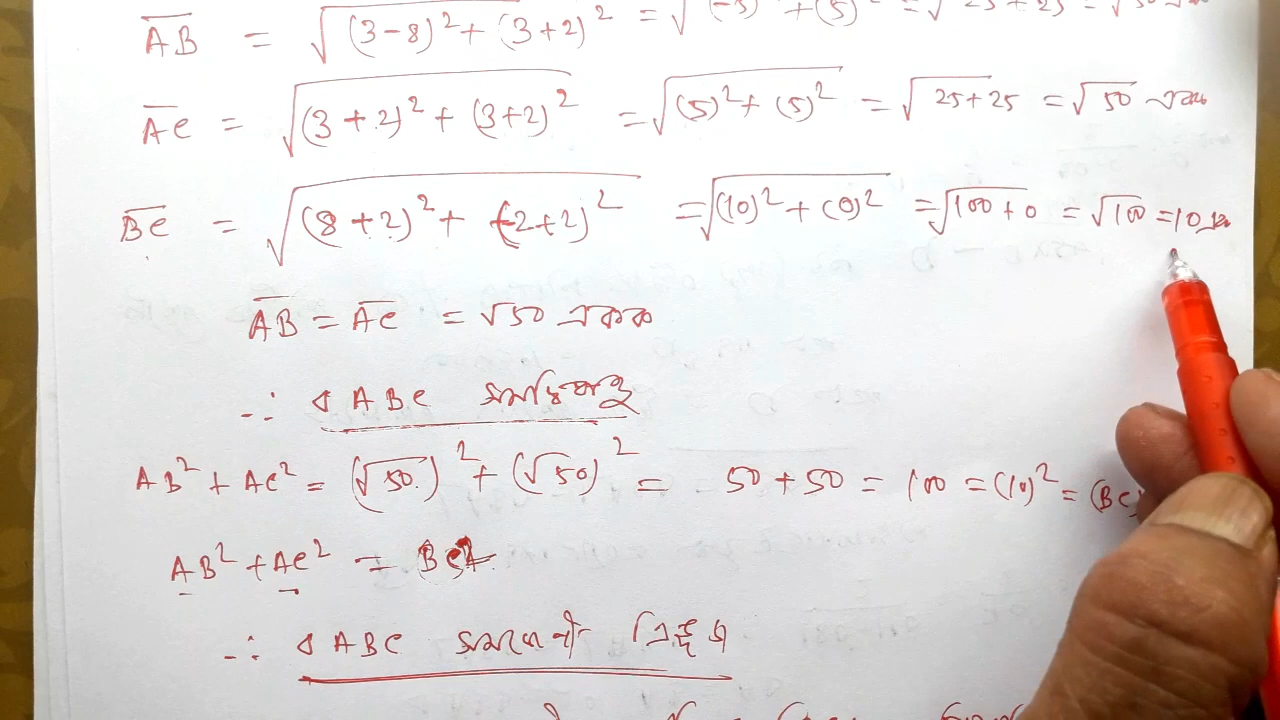 AB = √(3-8)² + (3+2)² = √(-5)² + (5)² = √25+25 = √50 একক
AC = √(3+2)² + (3+2)² = √(5)² + (5)² = √25+25 = √50 একক
BC = √(8+2)² + (-2+2)² = √(10)² + (0)² = √100+0 = √100 = 10
AB = AC = √50 একক
∴ △ABC সমদ্বিবাহু
AB² + AC² = (√50)² + (√50)² = 50 + 50 = 100 = (10)² = (BC)
AB² + AC² = BC²
∴ △ABC সমকোণী ত্রিভুজ